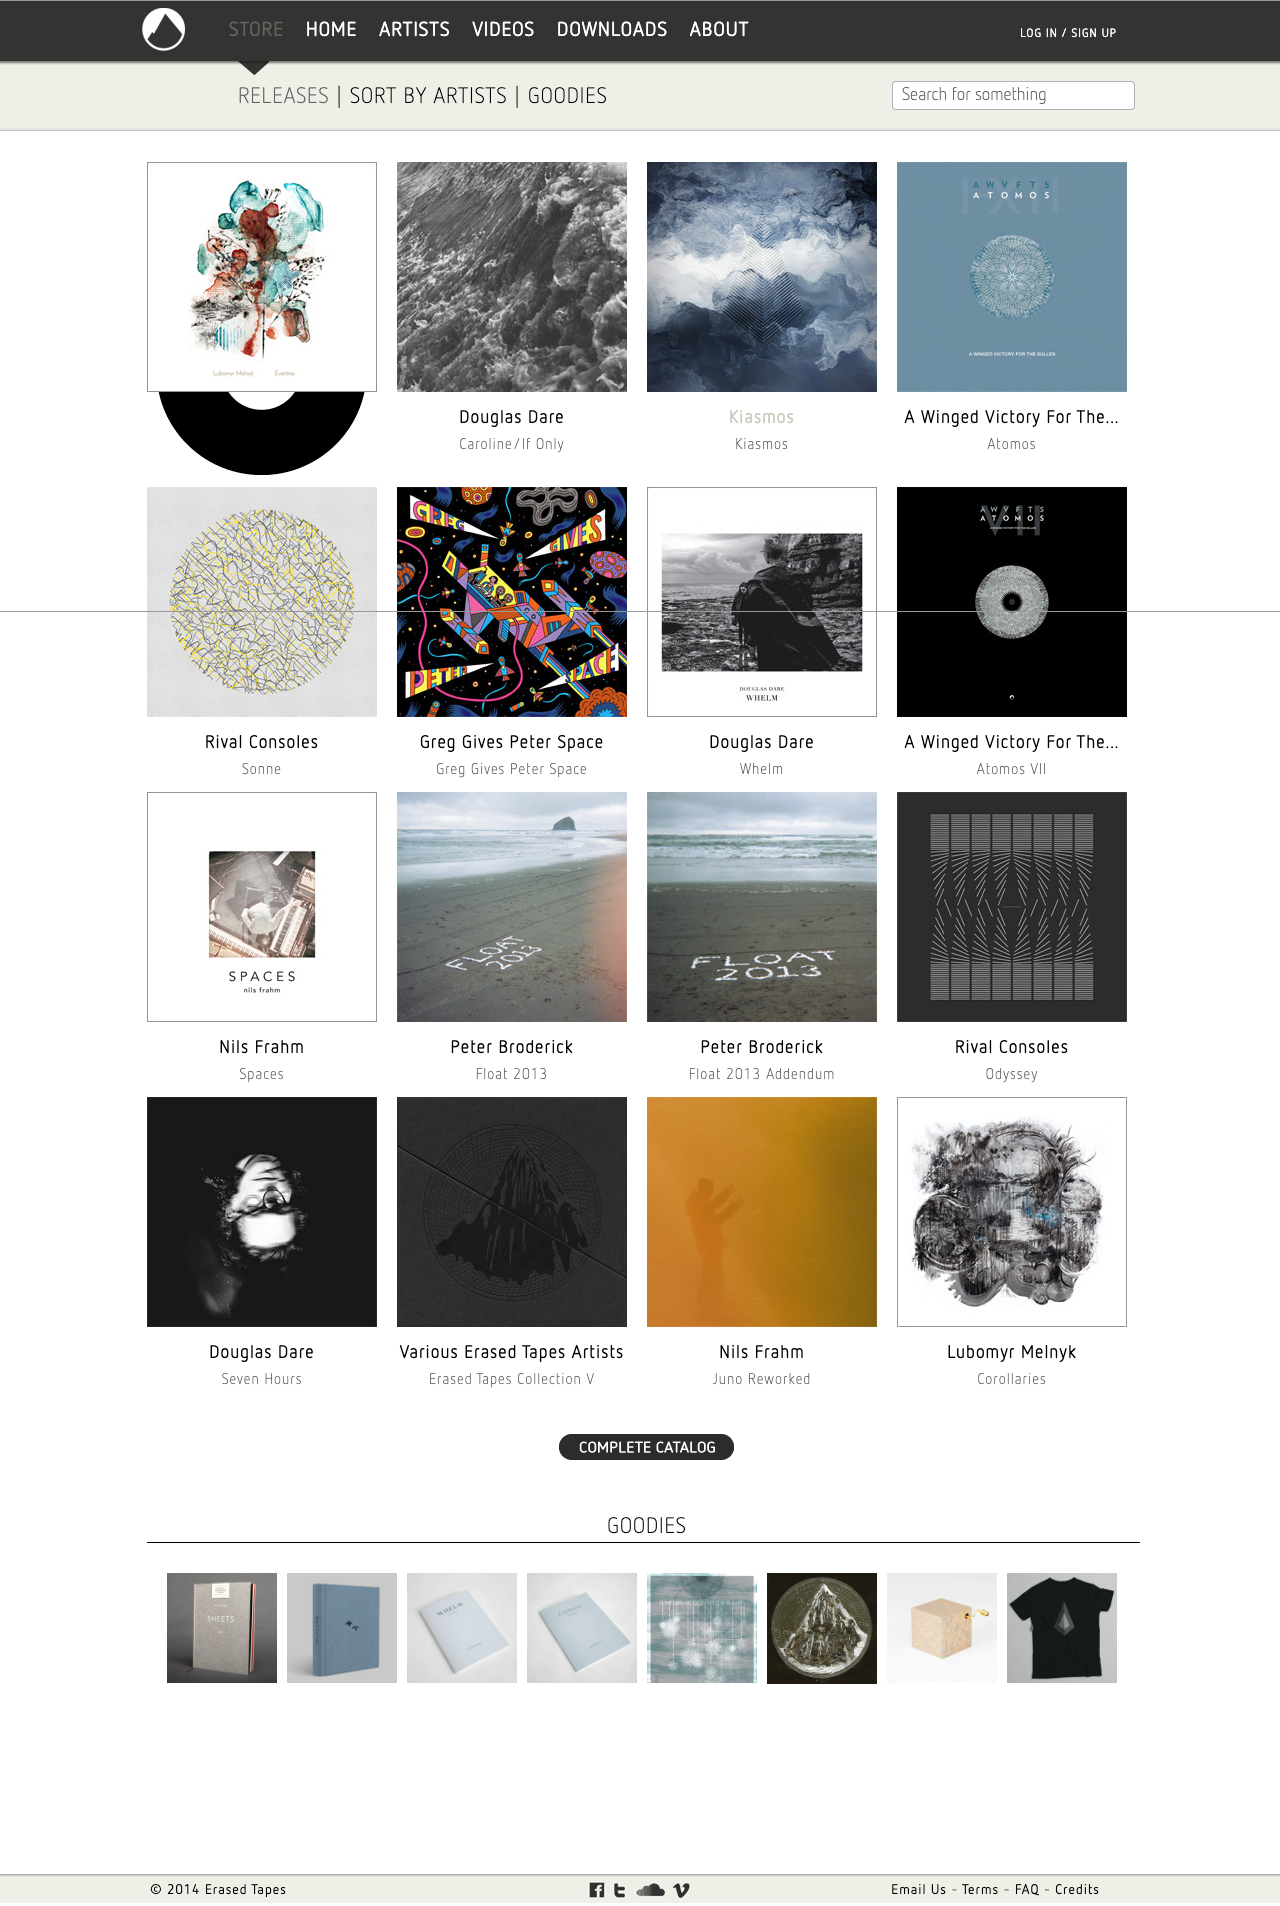 STORE HOME ARTISTS VIDEOS DOWNLOADS ABOUT
LOG IN / SIGN UP
RELEASES | SORT BY ARTISTS | GOODIES
Search for something
Lubomyr Melnyk Evertina
AWVFTS
ATOMOS
A WINGED VICTORY FOR THE SULLEN
Douglas Dare
Caroline/If Only
Kiasmos
Kiasmos
A Winged Victory For The...
Atomos
GREG
GIVES
PETER
SPACE
DOUGLAS DARE
WHELM
AWVFTS
ATOMOS
VII
Rival Consoles
Sonne
Greg Gives Peter Space
Greg Gives Peter Space
Douglas Dare
Whelm
A Winged Victory For The...
Atomos VII
SPACES
nils frahm
FLOAT
2013
FLOAT
2013
Nils Frahm
Spaces
Peter Broderick
Float 2013
Peter Broderick
Float 2013 Addendum
Rival Consoles
Odyssey
Douglas Dare
Seven Hours
Various Erased Tapes Artists
Erased Tapes Collection V
Nils Frahm
Juno Reworked
Lubomyr Melnyk
Corollaries
COMPLETE CATALOG
GOODIES
SHEETS
WHELM
© 2014 Erased Tapes
Email Us - Terms - FAQ - Credits